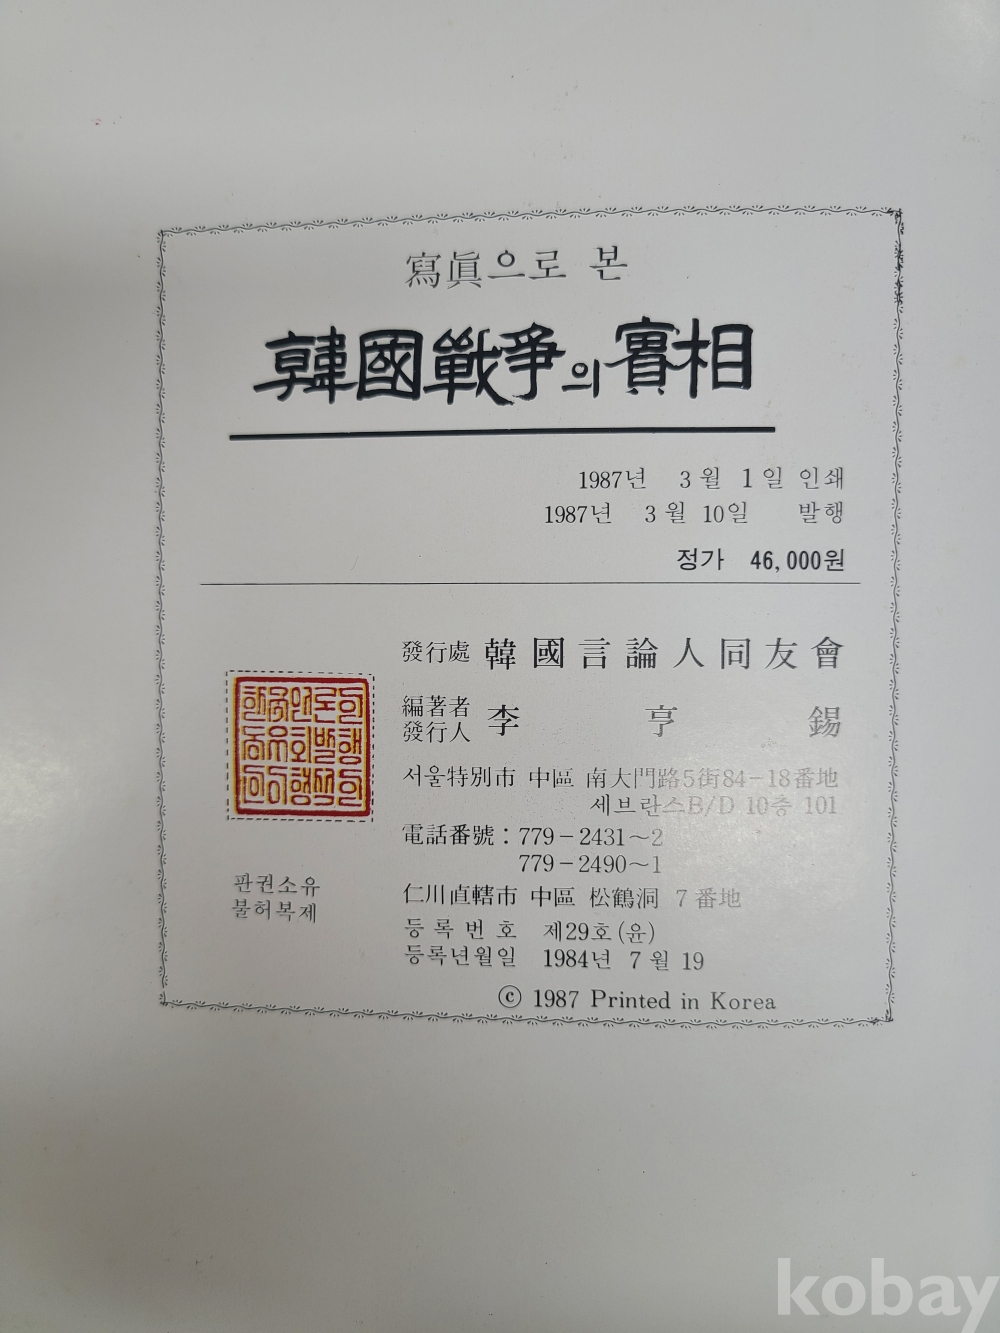 寫眞으로 본
韓國戰爭의 實相
1987년 3월 1일 인쇄
1987년 3월 10일 발행
정가 46,000원
發行處 韓國言論人同友會
編著者
發行人 李亨錫
서울特別市 中區 南大門路5街84-18番地
세브란스B/D 10층 101
電話番號：779-2431～2
779-2490～1
仁川直轄市 中區 松鶴洞 7番地
등록번호 제29호(윤)
등록년월일 1984년 7월 19
판권소유
불허복제
ⓒ 1987 Printed in Korea
kobay